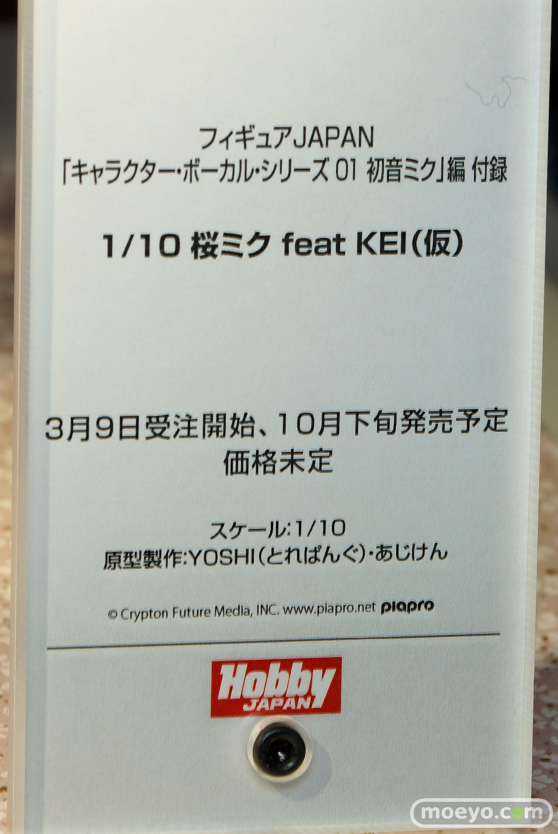 フィギュアJAPAN
「キャラクター・ボーカル・シリーズ 01 初音ミク」編 付録
1/10 桜ミク feat KEI(仮)
3月9日受注開始、10月下旬発売予定
価格未定
スケール:1/10
原型製作:YOSHI(とれぱんぐ)・あじけん
© Crypton Future Media, INC. www.piapro.net piapro
Hobby
JAPAN
moeyo.com